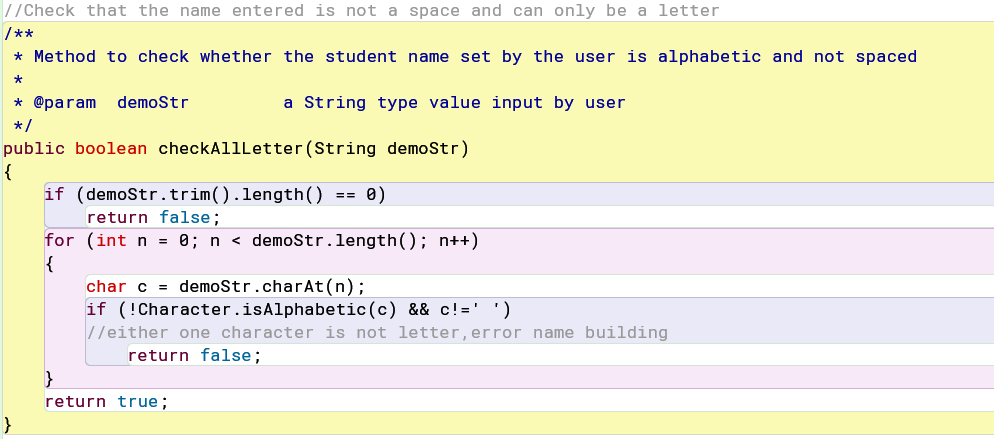 //Check that the name entered is not a space and can only be a letter
/**
 * Method to check whether the student name set by the user is alphabetic and not spaced
 *
 * @param  demoStr         a String type value input by user
 */
public boolean checkAllLetter(String demoStr)
{
    if (demoStr.trim().length() == 0)
        return false;
    for (int n = 0; n < demoStr.length(); n++)
    {
        char c = demoStr.charAt(n);
        if (!Character.isAlphabetic(c) && c!=' ')
        //either one character is not letter,error name building
            return false;
    }
    return true;
}